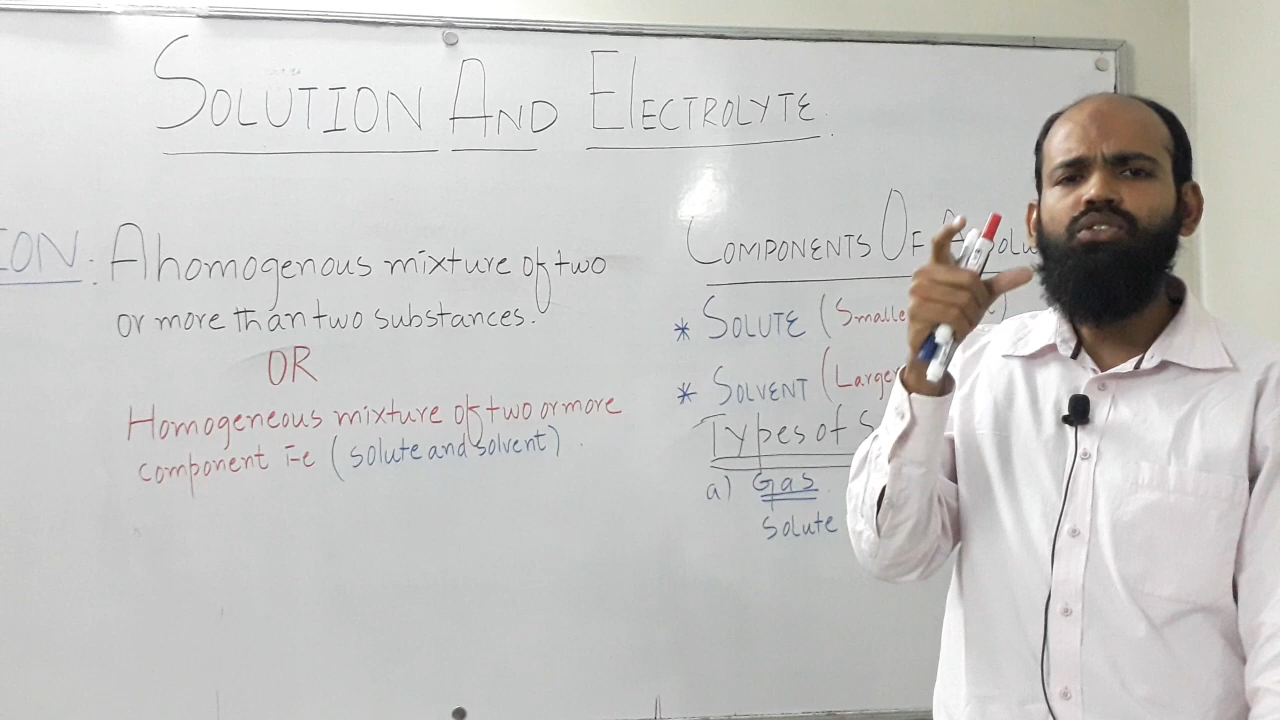 SOLUTION AND ELECTROLYTE.
ION: A homogenous mixture of two
or more than two substances.
OR
Homogeneous mixture of two or more
component i-e (solute and solvent).
COMPONENTS OF A SOLU
* SOLUTE (Smalle
* SOLVENT (Larger
Types of S
a) Gas
Solute